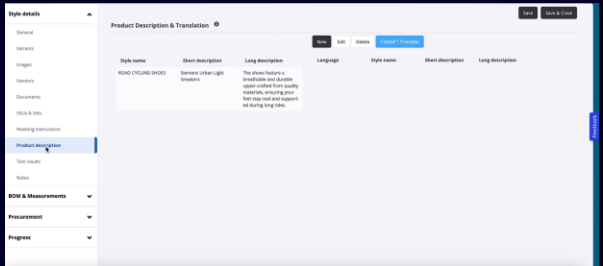 Style details
General
Variants
Images
Vendors
Documents
SKUs & Sets
Washing instructions
Product description
Test results
Notes
BOM & Measurements
Procurement
Progress
Save
Save & Close
Product Description & Translation
New
Edit
Delete
ChatGPT Translate
Style name
Short description
Long description
Language
Style name
Short description
Long description
ROAD CYCLING SHOES
Siemens Urban Light
Sneakers
The shoes feature a
breathable and durable
upper crafted from quality
materials, ensuring your
feet stay cool and support-
ed during long rides.
Feedback